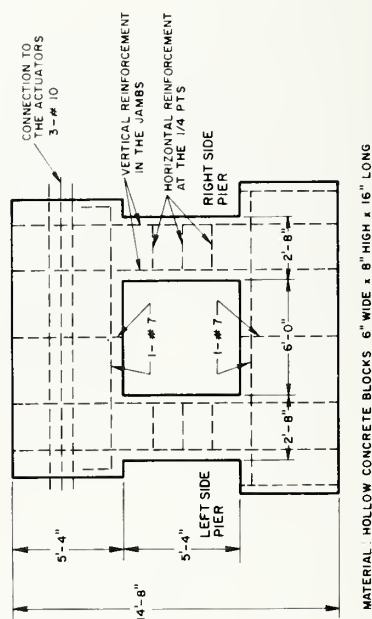 CONNECTION TO
THE ACTUATORS
3-#10
VERTICAL REINFORCEMENT
IN THE JAMBS
HORIZONTAL REINFORCEMENT
AT THE 1/4 PTS
RIGHT SIDE
PIER
LEFT SIDE
PIER
1-#7
1-#7
5'-4"
5'-4"
14'-8"
2'-8"
6'-0"
2'-8"
MATERIAL: HOLLOW CONCRETE BLOCKS 6" WIDE x 8" HIGH x 16" LONG